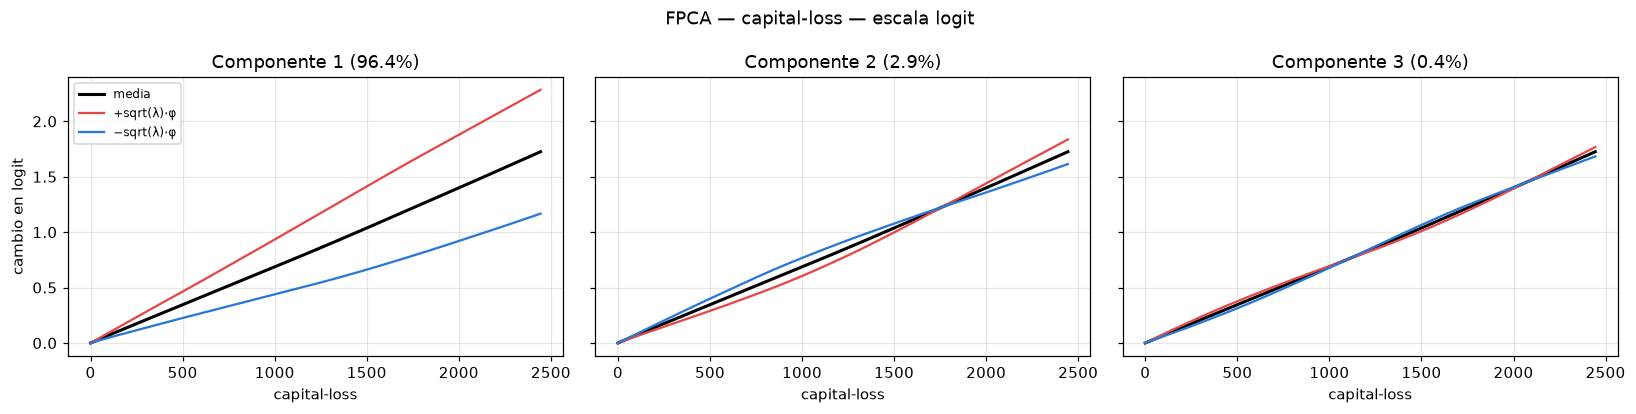 FPCA — capital-loss — escala logit
Componente 1 (96.4%)
Componente 2 (2.9%)
Componente 3 (0.4%)
media
+sqrt(λ)·φ
−sqrt(λ)·φ
cambio en logit
2.0
1.5
1.0
0.5
0.0
0 500 1000 1500 2000 2500
0 500 1000 1500 2000 2500
0 500 1000 1500 2000 2500
capital-loss
capital-loss
capital-loss